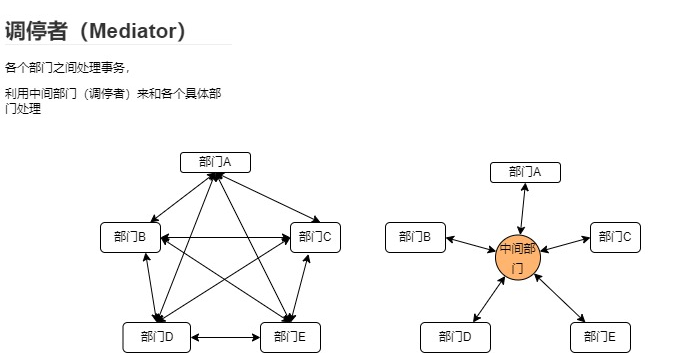 调停者（Mediator）
各个部门之间处理事务，
利用中间部门（调停者）来和各个具体部
门处理
部门A
部门B
部门C
部门D
部门E
部门A
部门B
中间部
门
部门C
部门D
部门E